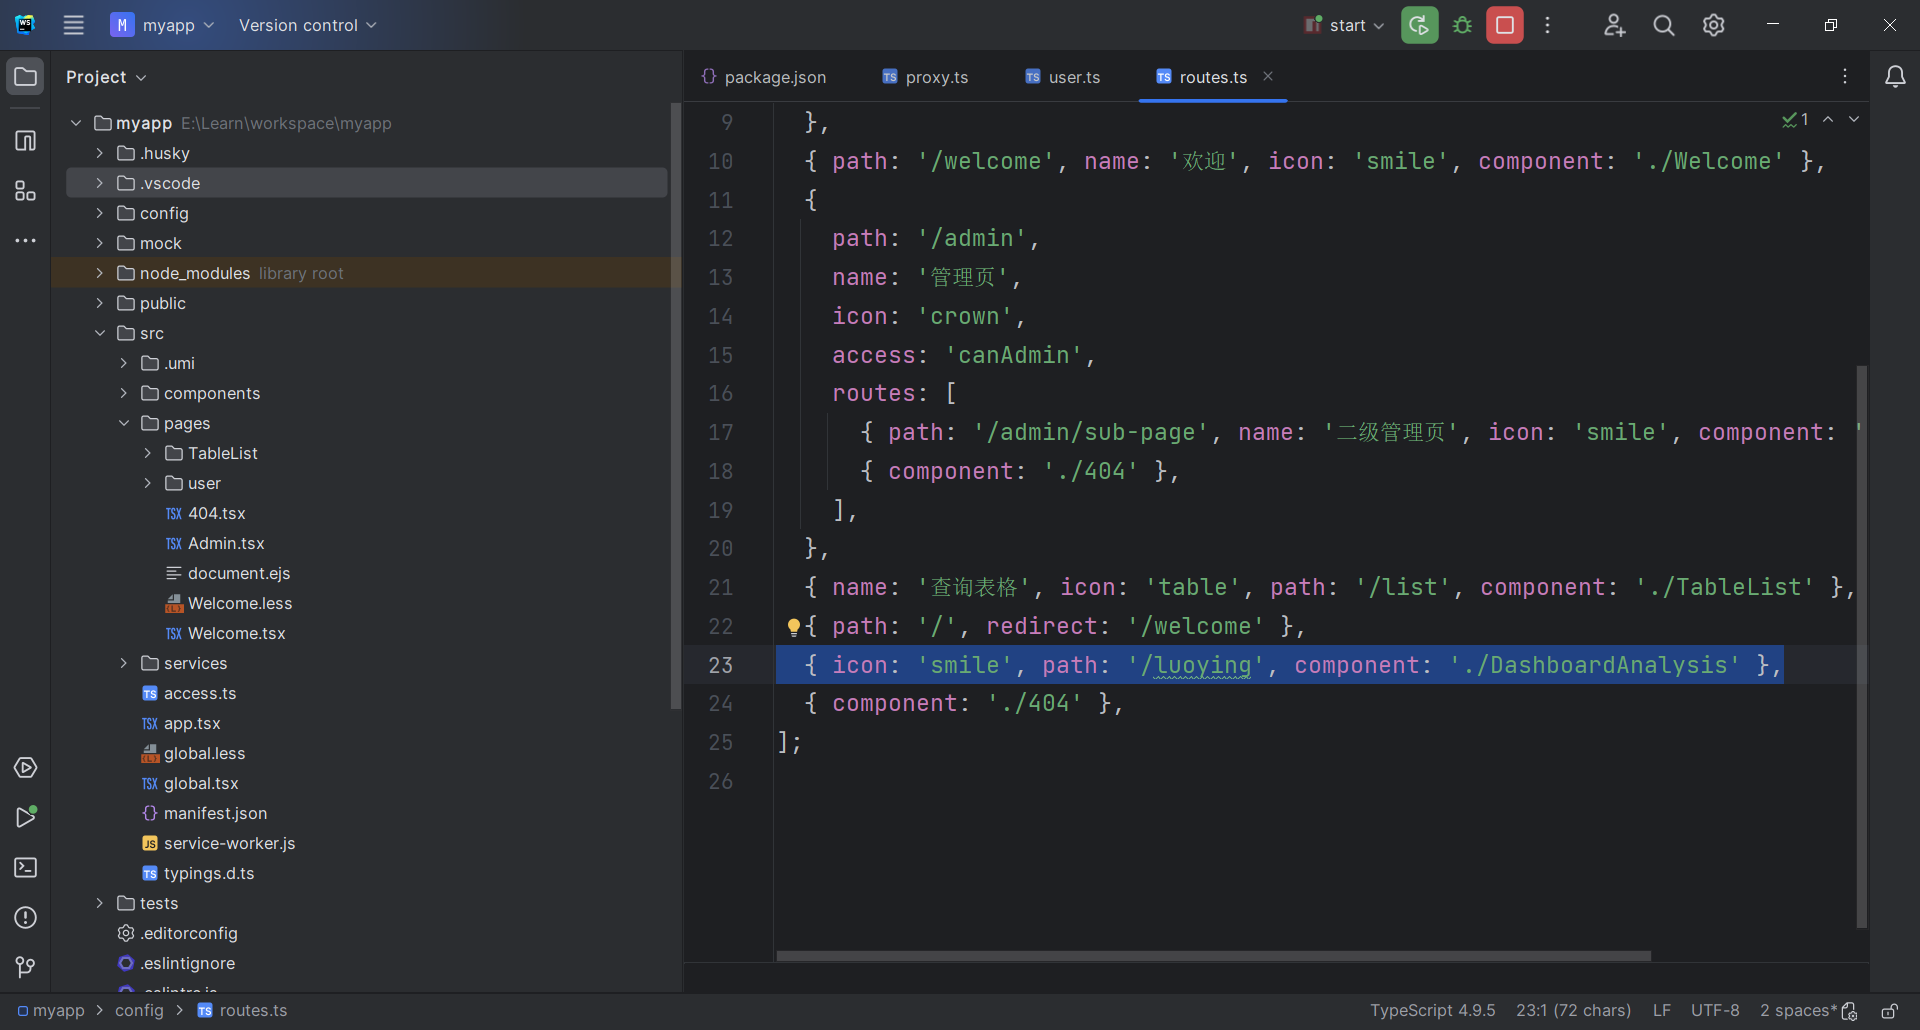 M myapp Version control start
Project
package.json proxy.ts user.ts routes.ts
myapp E:\Learn\workspace\myapp
.husky
.vscode
config
mock
node_modules library root
public
src
.umi
components
pages
TableList
user
404.tsx
Admin.tsx
document.ejs
Welcome.less
Welcome.tsx
services
access.ts
app.tsx
global.less
global.tsx
manifest.json
service-worker.js
typings.d.ts
tests
.editorconfig
.eslintignore
1
9 },
10 { path: '/welcome', name: '欢迎', icon: 'smile', component: './Welcome' },
11 {
12 path: '/admin',
13 name: '管理页',
14 icon: 'crown',
15 access: 'canAdmin',
16 routes: [
17 { path: '/admin/sub-page', name: '二级管理页', icon: 'smile', component: '
18 { component: './404' },
19 ],
20 },
21 { name: '查询表格', icon: 'table', path: '/list', component: './TableList' },
22 { path: '/', redirect: '/welcome' },
23 { icon: 'smile', path: '/luoying', component: './DashboardAnalysis' },
24 { component: './404' },
25 ];
26
myapp > config > routes.ts TypeScript 4.9.5 23:1 (72 chars) LF UTF-8 2 spaces*